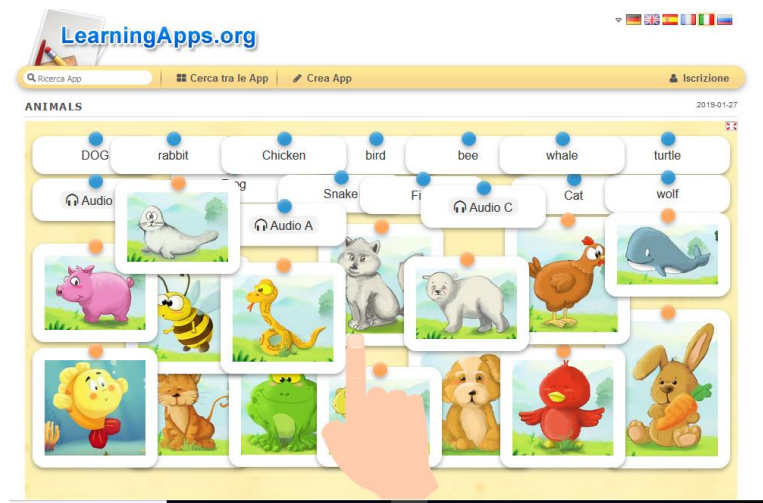 LearningApps.org
Ricerca App
Cerca tra le App
Crea App
Iscrizione
ANIMALS
2019-01-27
DOG
rabbit
Chicken
bird
bee
whale
turtle
Audio
Snake
Cat
wolf
Audio A
Audio C